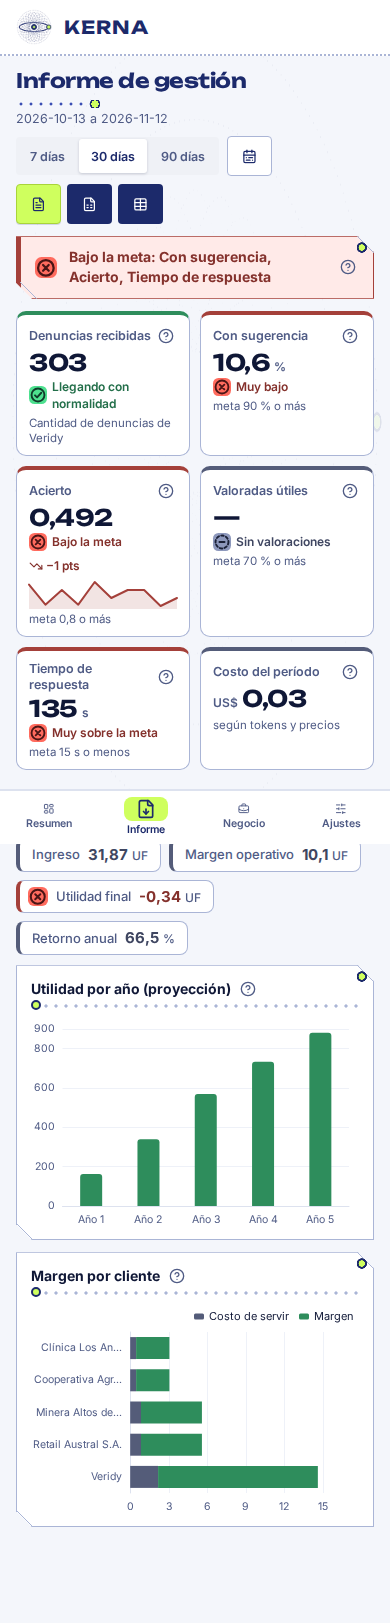 KERNA
Informe de gestión
2026-10-13 a 2026-11-12
7 días 30 días 90 días
Bajo la meta: Con sugerencia,
Acierto, Tiempo de respuesta
Denuncias recibidas
303
Llegando con
normalidad
Cantidad de denuncias de
Veridy
Con sugerencia
10,6 %
Muy bajo
meta 90 % o más
Acierto
0,492
Bajo la meta
−1 pts
meta 0,8 o más
Valoradas útiles
—
Sin valoraciones
meta 70 % o más
Tiempo de
respuesta
135 s
Muy sobre la meta
meta 15 s o menos
Costo del período
US$ 0,03
según tokens y precios
Resumen Informe Negocio Ajustes
Ingreso 31,87 UF Margen operativo 10,1 UF
Utilidad final -0,34 UF
Retorno anual 66,5 %
Utilidad por año (proyección)
900
800
600
400
200
0
Año 1 Año 2 Año 3 Año 4 Año 5
Margen por cliente
Costo de servir Margen
Clínica Los An...
Cooperativa Agr...
Minera Altos de...
Retail Austral S.A.
Veridy
0 3 6 9 12 15